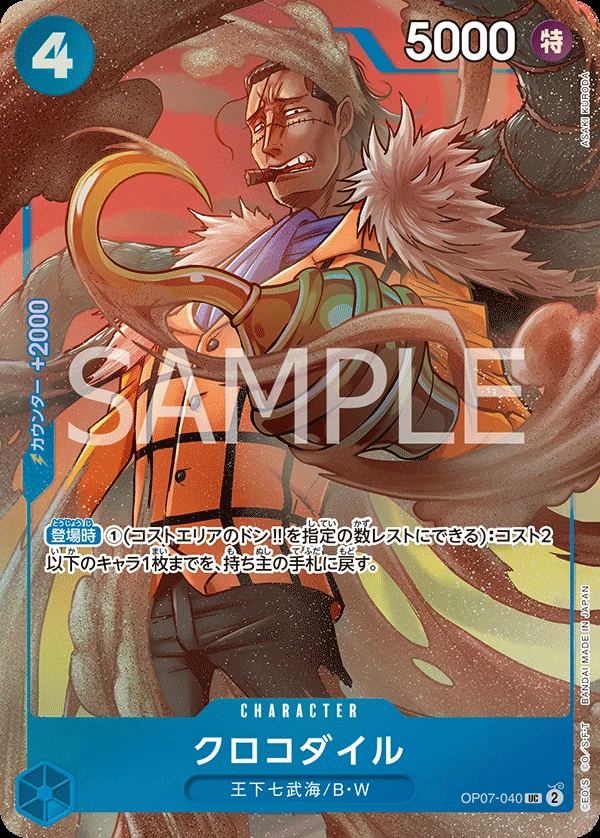 4
5000
特
ASAKI KURODA
カウンター +2000
SAMPLE
登場時 ①(コストエリアのドン!!を指定の数レストにできる):コスト2
以下のキャラ1枚までを、持ち主の手札に戻す。
CHARACTER
クロコダイル
王下七武海/B・W
OP07-040 UC 2
©E.O/S ©O/S・F・T BANDAI MADE IN JAPAN